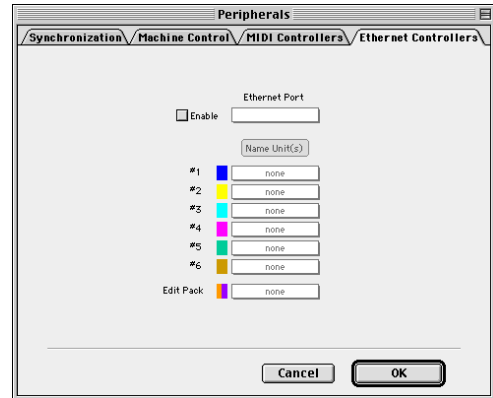 Peripherals
Synchronization Machine Control MIDI Controllers Ethernet Controllers
Ethernet Port
Enable
Name Unit(s)
#1 none
#2 none
#3 none
#4 none
#5 none
#6 none
Edit Pack none
Cancel OK